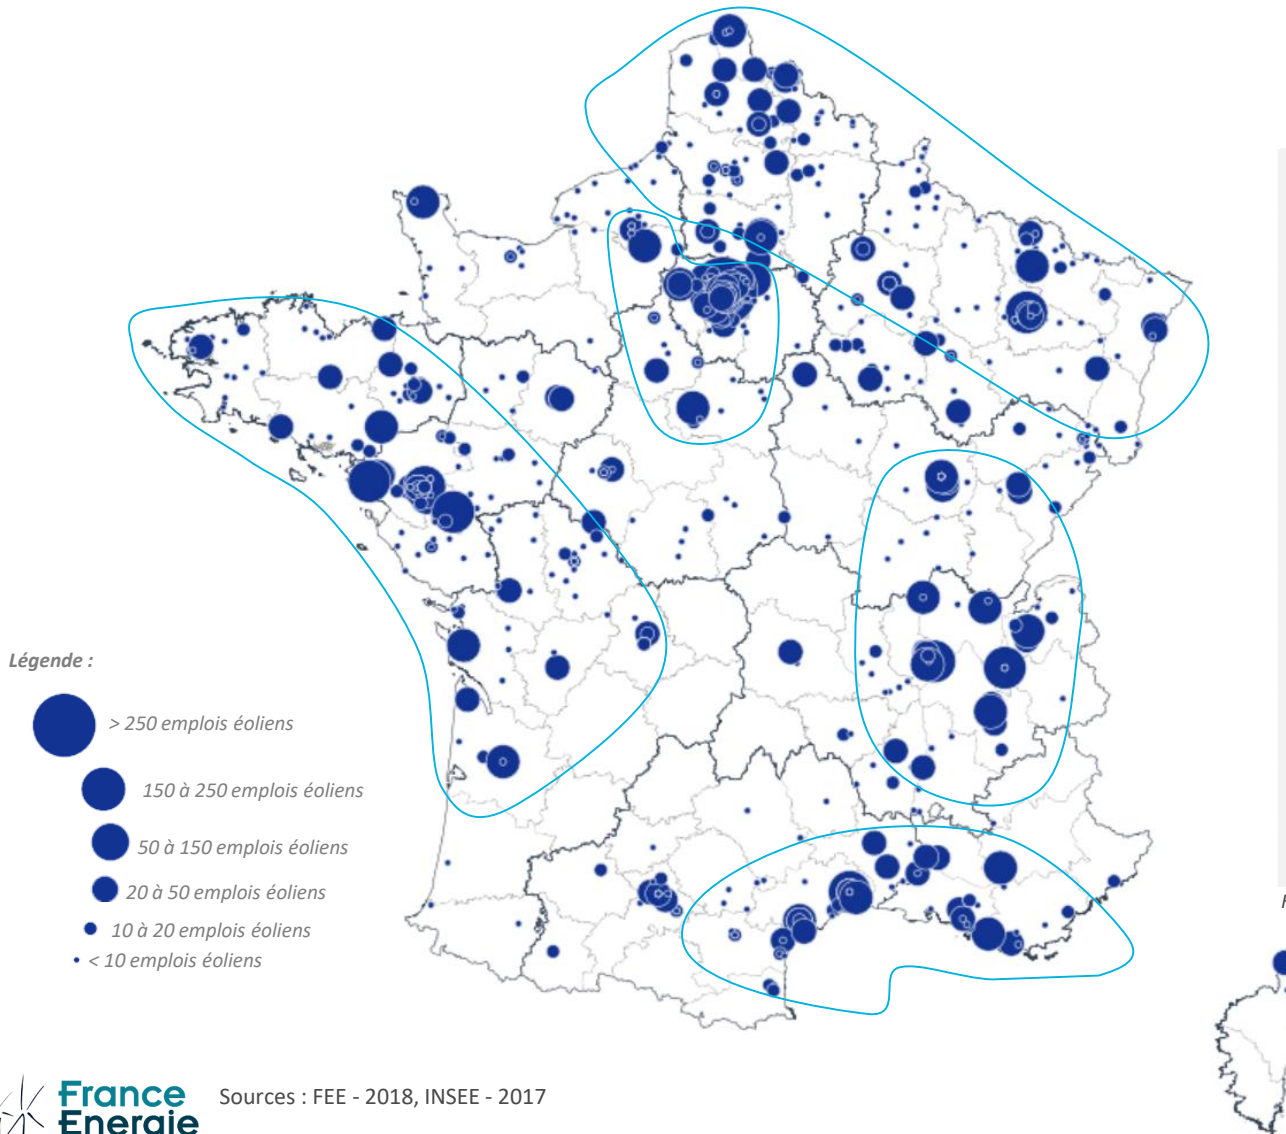 Légende :
> 250 emplois éoliens
150 à 250 emplois éoliens
50 à 150 emplois éoliens
20 à 50 emplois éoliens
10 à 20 emplois éoliens
< 10 emplois éoliens
France
Energie
Sources : FEE - 2018, INSEE - 2017